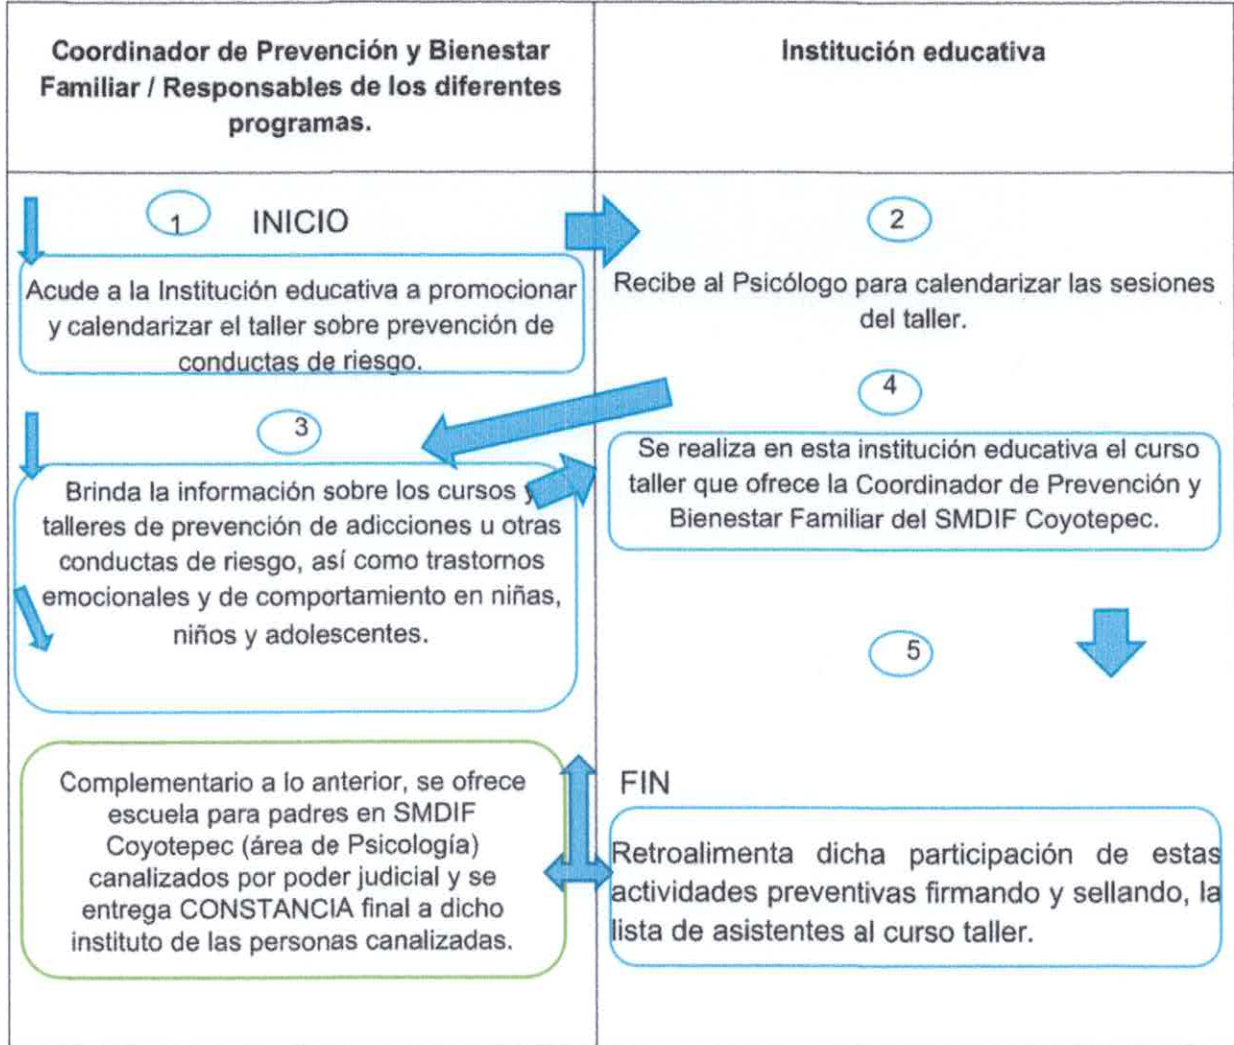 Coordinador de Prevención y Bienestar
Familiar / Responsables de los diferentes
programas.
Institución educativa
1
INICIO
Acude a la Institución educativa a promocionar
y calendarizar el taller sobre prevención de
conductas de riesgo.
2
Recibe al Psicólogo para calendarizar las sesiones
del taller.
3
Brinda la información sobre los cursos y
talleres de prevención de adicciones u otras
conductas de riesgo, así como trastornos
emocionales y de comportamiento en niñas,
niños y adolescentes.
4
Se realiza en esta institución educativa el curso
taller que ofrece la Coordinador de Prevención y
Bienestar Familiar del SMDIF Coyotepec.
5
Complementario a lo anterior, se ofrece
escuela para padres en SMDIF
Coyotepec (área de Psicología)
canalizados por poder judicial y se
entrega CONSTANCIA final a dicho
instituto de las personas canalizadas.
FIN
Retroalimenta dicha participación de estas
actividades preventivas firmando y sellando, la
lista de asistentes al curso taller.